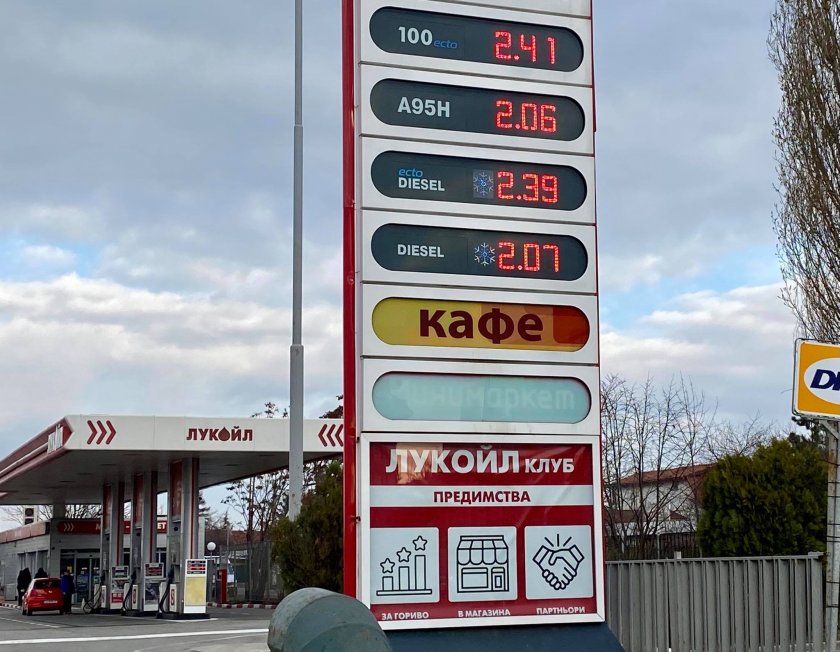 100 ecto 2.41
A95H 2.06
ecto
DIESEL 2.39
DIESEL 2.07
кафе
минимаркет
ЛУКОЙЛ КЛУБ
ПРЕДИМСТВА
ЗА ГОРИВО В МАГАЗИНА ПАРТНЬОРИ
ЛУКОЙЛ